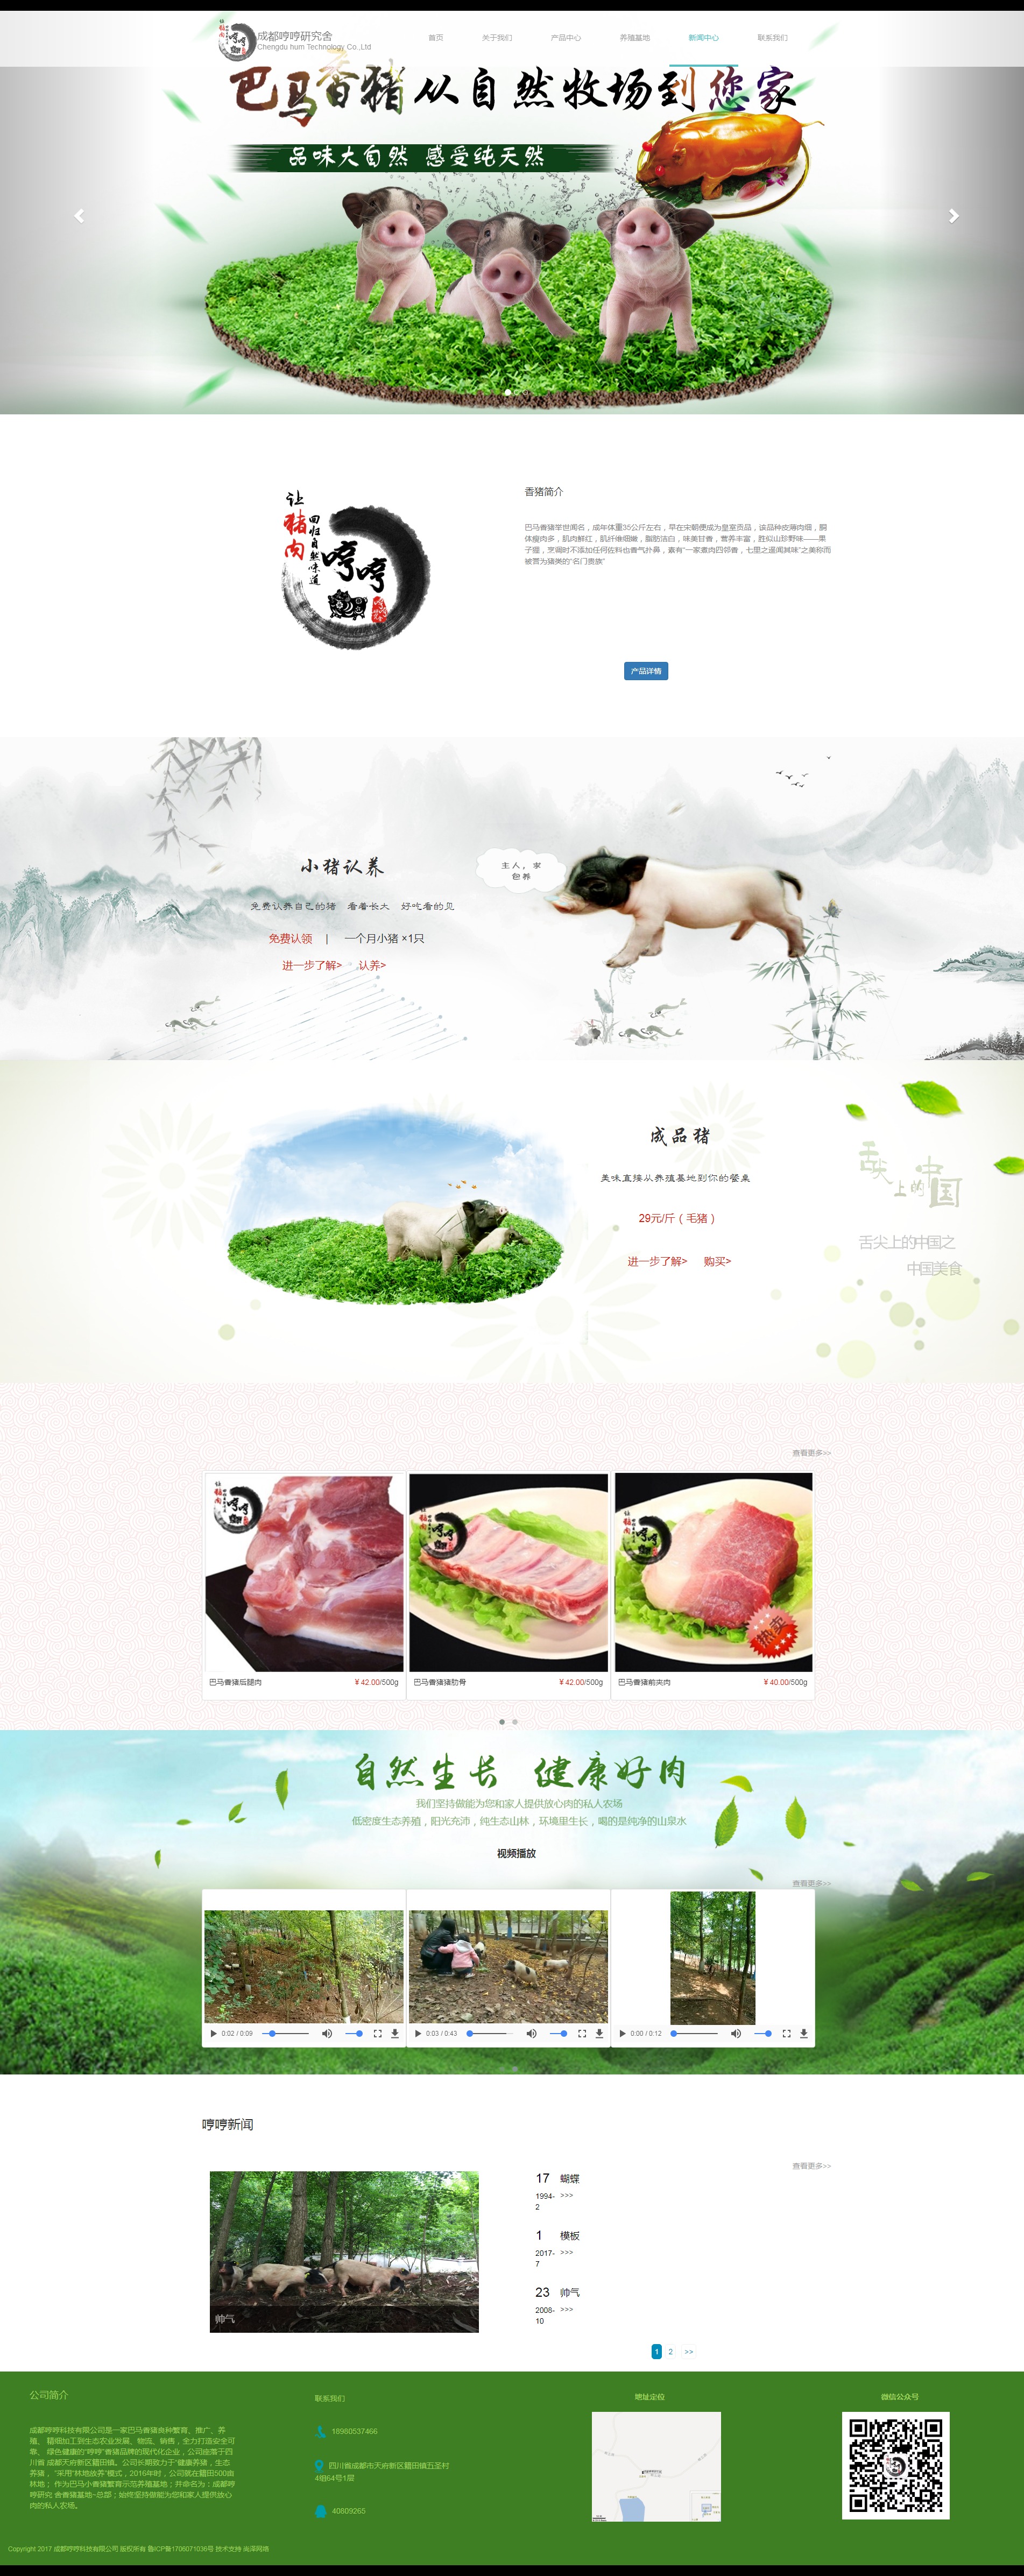 成都哼哼研究舍
Chengdu hum Technology Co.,Ltd
首页 关于我们 产品中心 养殖基地 新闻中心 联系我们
巴马香猪从自然牧场到您家
品味大自然 感受纯天然
让猪肉回归自然味道
哼哼
香猪简介
巴马香猪举世闻名，成年体重35公斤左右，早在宋朝便成为皇室贡品，该品种皮薄肉细，胴
体瘦肉多，肌肉鲜红，肌纤维细嫩，脂肪洁白，味美甘香，营养丰富，胜似山珍野味——果
子狸，烹调时不添加任何佐料也香气扑鼻，素有“一家煮肉四邻香，七里之遥闻其味”之美称而
被誉为猪类的“名门贵族”
产品详情
小猪认养
主人，家
包养
免费认养自己的猪 看着长大 好吃看的见
免费认领 | 一个月小猪 ×1只
进一步了解> 认养>
成品猪
美味直接从养殖基地到你的餐桌
29元/斤（毛猪）
进一步了解> 购买>
舌尖上的中国
舌尖上的中国之
中国美食
查看更多>>
热卖
巴马香猪后腿肉 ¥ 42.00/500g
巴马香猪猪肋骨 ¥ 42.00/500g
巴马香猪前夹肉 ¥ 40.00/500g
自然生长 健康好肉
我们坚持做能为您和家人提供放心肉的私人农场
低密度生态养殖，阳光充沛，纯生态山林，环境里生长，喝的是纯净的山泉水
视频播放
查看更多>>
0:02 / 0:09
0:03 / 0:43
0:00 / 0:12
哼哼新闻
查看更多>>
帅气
17 蝴蝶
1994-2 >>>
1 模板
2017-7 >>>
23 帅气
2008-10 >>>
1 2 >>
公司简介
成都哼哼科技有限公司是一家巴马香猪良种繁育、推广、养
殖、 精细加工到生态农业发展、物流、销售，全力打造安全可
靠、 绿色健康的“哼哼”香猪品牌的现代化企业，公司座落于四
川省 成都天府新区籍田镇。公司长期致力于“健康养猪，生态
养猪， ”采用“林地放养”模式，2016年时，公司就在籍田500亩
林地； 作为巴马小香猪繁育示范养殖基地；并命名为：成都哼
哼研究 舍香猪基地-总部；始终坚持做能为您和家人提供放心
肉的私人农场。
联系我们
18980537466
四川省成都市天府新区籍田镇五圣村
4组64号1层
40809265
地址定位
微信公众号
Copyright 2017 成都哼哼科技有限公司 版权所有 鲁ICP备1706071036号 技术支持 尚泽网络